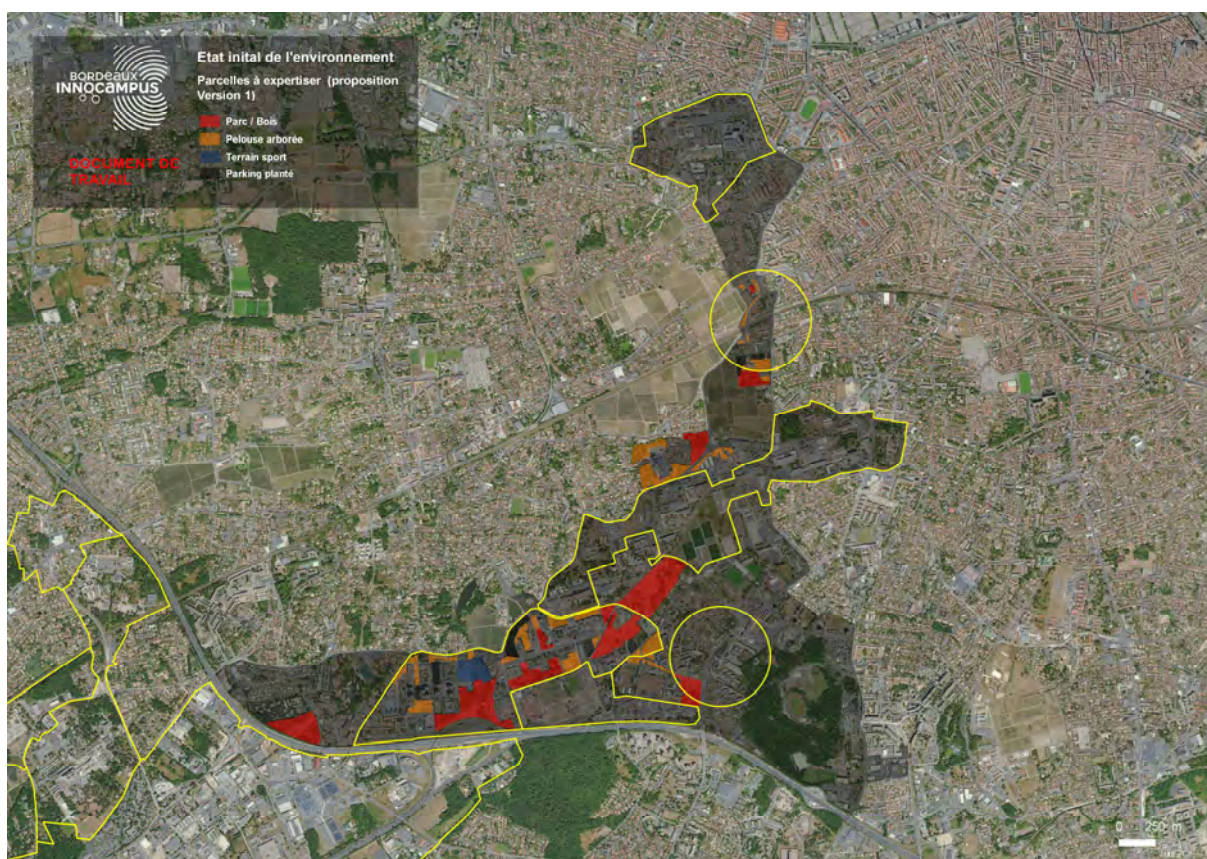 BORDEAUX
INNOCAMPUS
Etat inital de l'environnement
Parcelles à expertiser (proposition
Version 1)
Parc / Bois
Pelouse arborée
Terrain sport
Parking planté
DOCUMENT DE
TRAVAIL
0 250 m